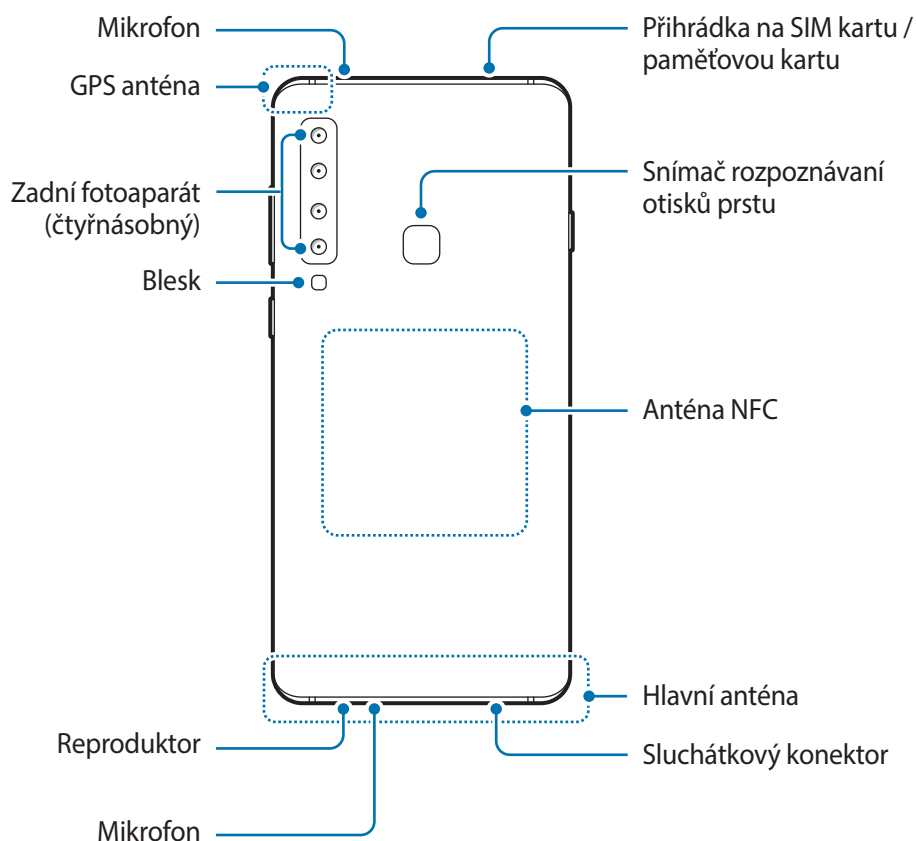 Mikrofon
GPS anténa
Zadní fotoaparát
(čtyřnásobný)
Blesk
Reproduktor
Mikrofon
Přihrádka na SIM kartu /
paměťovou kartu
Snímač rozpoznávaní
otisků prstu
Anténa NFC
Hlavní anténa
Sluchátkový konektor